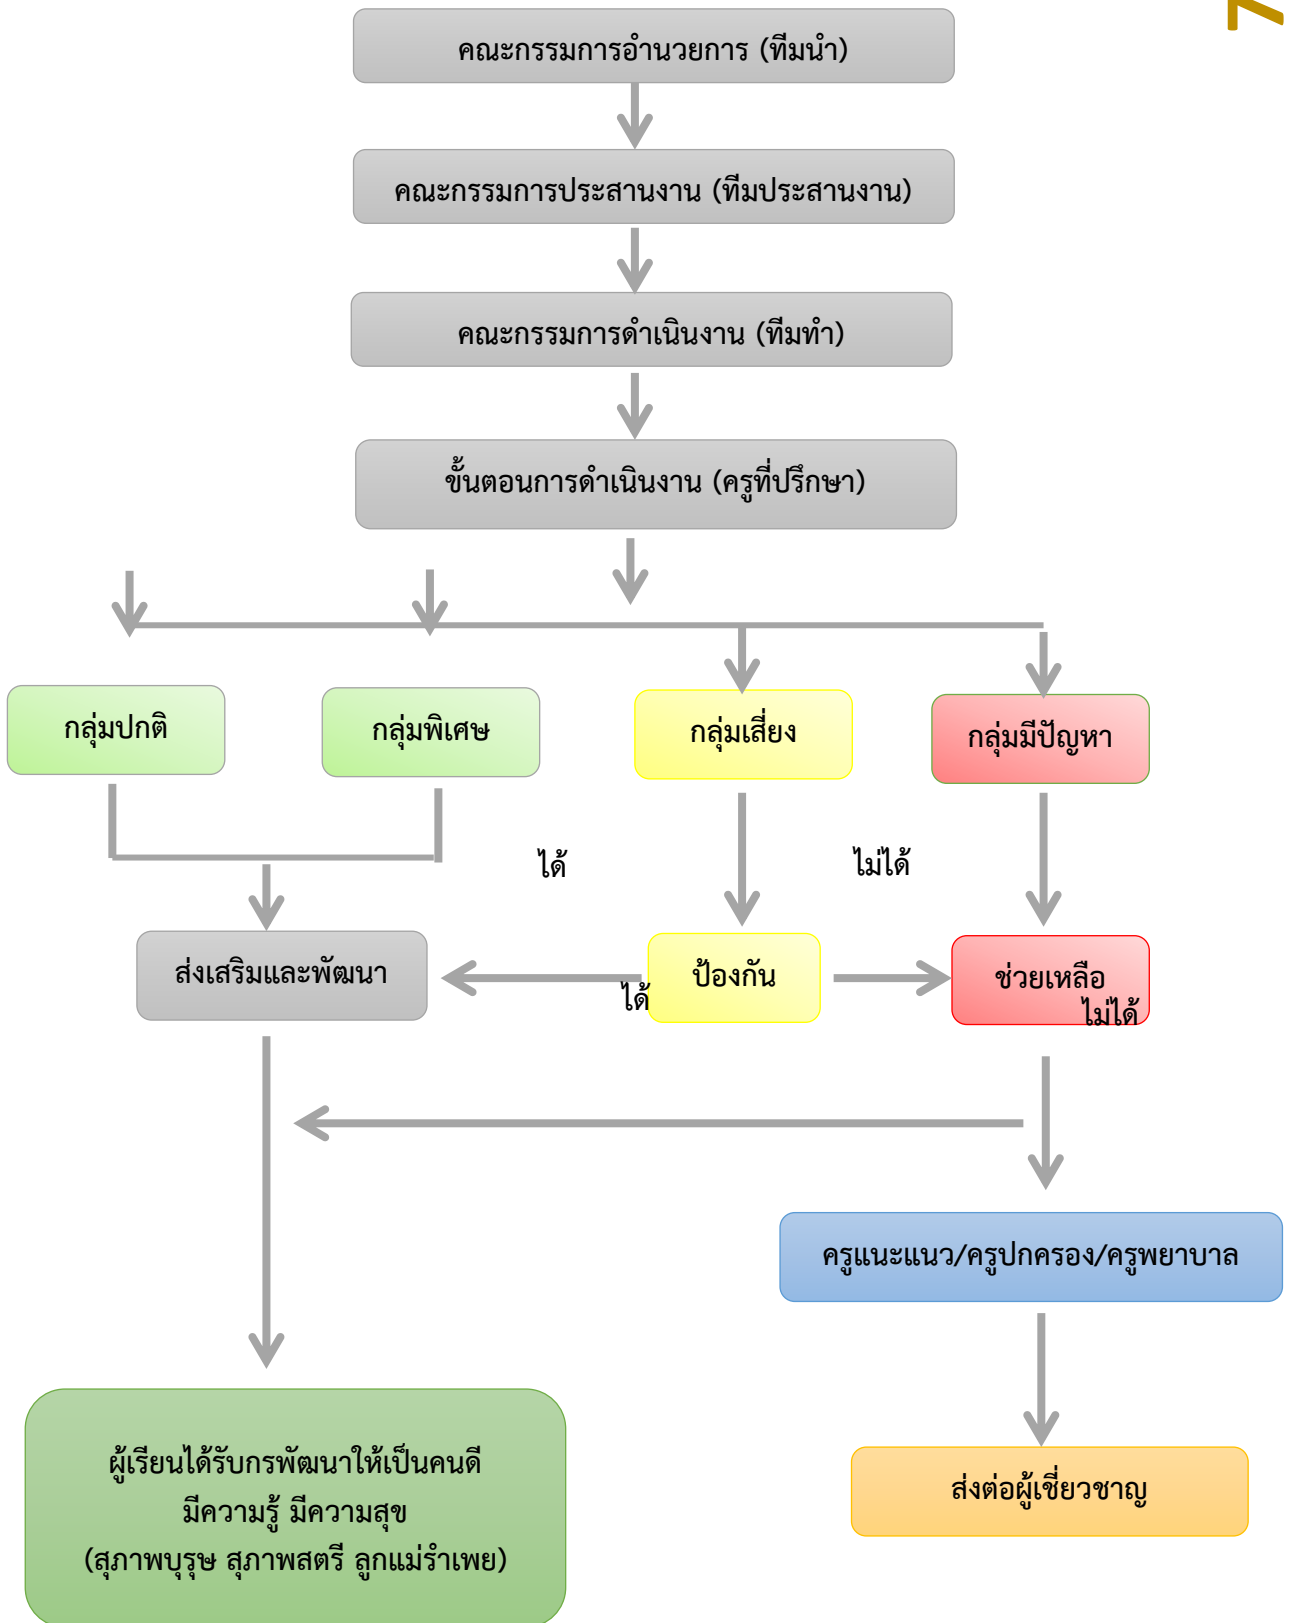 7
คณะกรรมการอำนวยการ (ทีมนำ)
คณะกรรมการประสานงาน (ทีมประสานงาน)
คณะกรรมการดำเนินงาน (ทีมทำ)
ขั้นตอนการดำเนินงาน (ครูที่ปรึกษา)
กลุ่มปกติ
กลุ่มพิเศษ
กลุ่มเสี่ยง
กลุ่มมีปัญหา
ได้
ไม่ได้
ส่งเสริมและพัฒนา
ป้องกัน
ช่วยเหลือ
ได้
ไม่ได้
ครูแนะแนว/ครูปกครอง/ครูพยาบาล
ผู้เรียนได้รับกรพัฒนาให้เป็นคนดี
มีความรู้ มีความสุข
(สุภาพบุรุษ สุภาพสตรี ลูกแม่รำเพย)
ส่งต่อผู้เชี่ยวชาญ